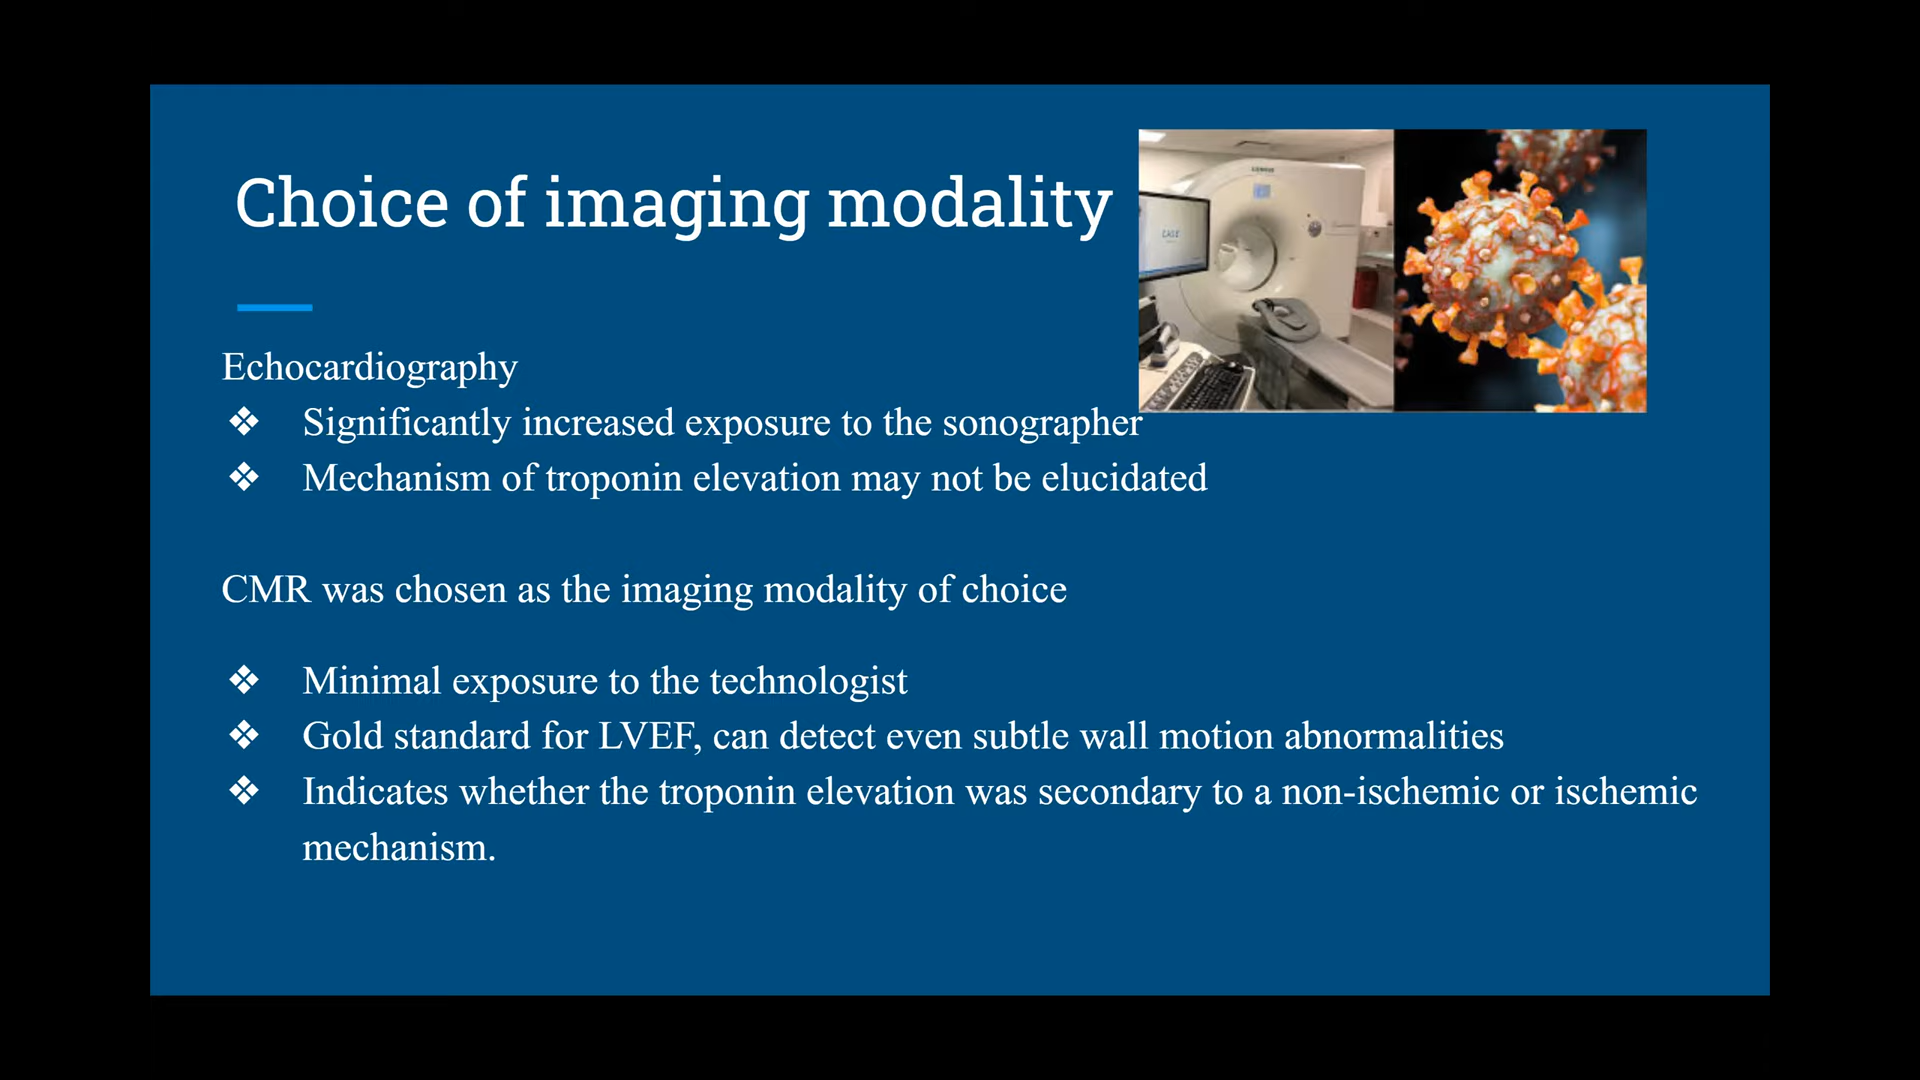 Choice of imaging modality
Echocardiography
❖ Significantly increased exposure to the sonographer
❖ Mechanism of troponin elevation may not be elucidated
CMR was chosen as the imaging modality of choice
❖ Minimal exposure to the technologist
❖ Gold standard for LVEF, can detect even subtle wall motion abnormalities
❖ Indicates whether the troponin elevation was secondary to a non-ischemic or ischemic
mechanism.